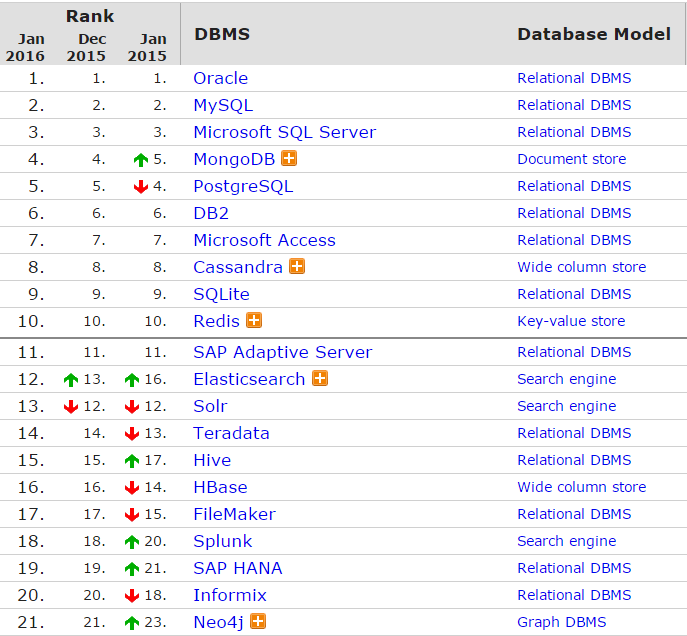 Rank
Jan 2016 Dec 2015 Jan 2015 DBMS Database Model
1. 1. 1. Oracle Relational DBMS
2. 2. 2. MySQL Relational DBMS
3. 3. 3. Microsoft SQL Server Relational DBMS
4. 4. 5. MongoDB Document store
5. 5. 4. PostgreSQL Relational DBMS
6. 6. 6. DB2 Relational DBMS
7. 7. 7. Microsoft Access Relational DBMS
8. 8. 8. Cassandra Wide column store
9. 9. 9. SQLite Relational DBMS
10. 10. 10. Redis Key-value store
11. 11. 11. SAP Adaptive Server Relational DBMS
12. 13. 16. Elasticsearch Search engine
13. 12. 12. Solr Search engine
14. 14. 13. Teradata Relational DBMS
15. 15. 17. Hive Relational DBMS
16. 16. 14. HBase Wide column store
17. 17. 15. FileMaker Relational DBMS
18. 18. 20. Splunk Search engine
19. 19. 21. SAP HANA Relational DBMS
20. 20. 18. Informix Relational DBMS
21. 21. 23. Neo4j Graph DBMS